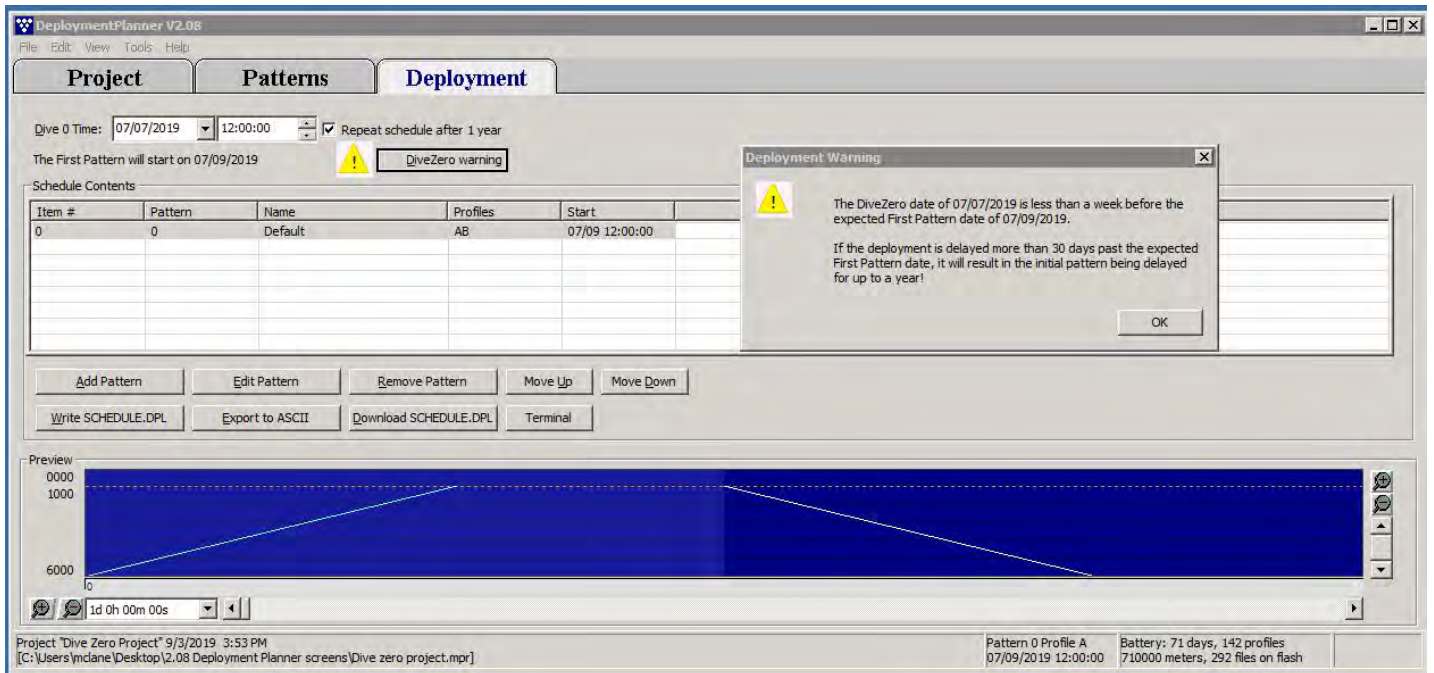 DeploymentPlanner V2.08
File Edit View Tools Help
Project Patterns Deployment
Dive 0 Time: 07/07/2019 12:00:00 Repeat schedule after 1 year
The First Pattern will start on 07/09/2019 ! DiveZero warning
Schedule Contents
Item # Pattern Name Profiles Start
0 0 Default AB 07/09 12:00:00
Deployment Warning
!
The DiveZero date of 07/07/2019 is less than a week before the
expected First Pattern date of 07/09/2019.
If the deployment is delayed more than 30 days past the expected
First Pattern date, it will result in the initial pattern being delayed
for up to a year!
OK
Add Pattern Edit Pattern Remove Pattern Move Up Move Down
Write SCHEDULE.DPL Export to ASCII Download SCHEDULE.DPL Terminal
Preview
0000
1000
6000
0
1d 0h 00m 00s
Project "Dive Zero Project" 9/3/2019 3:53 PM
[C:\Users\mclane\Desktop\2.08 Deployment Planner screens\Dive zero project.mpr]
Pattern 0 Profile A
07/09/2019 12:00:00
Battery: 71 days, 142 profiles
710000 meters, 292 files on flash